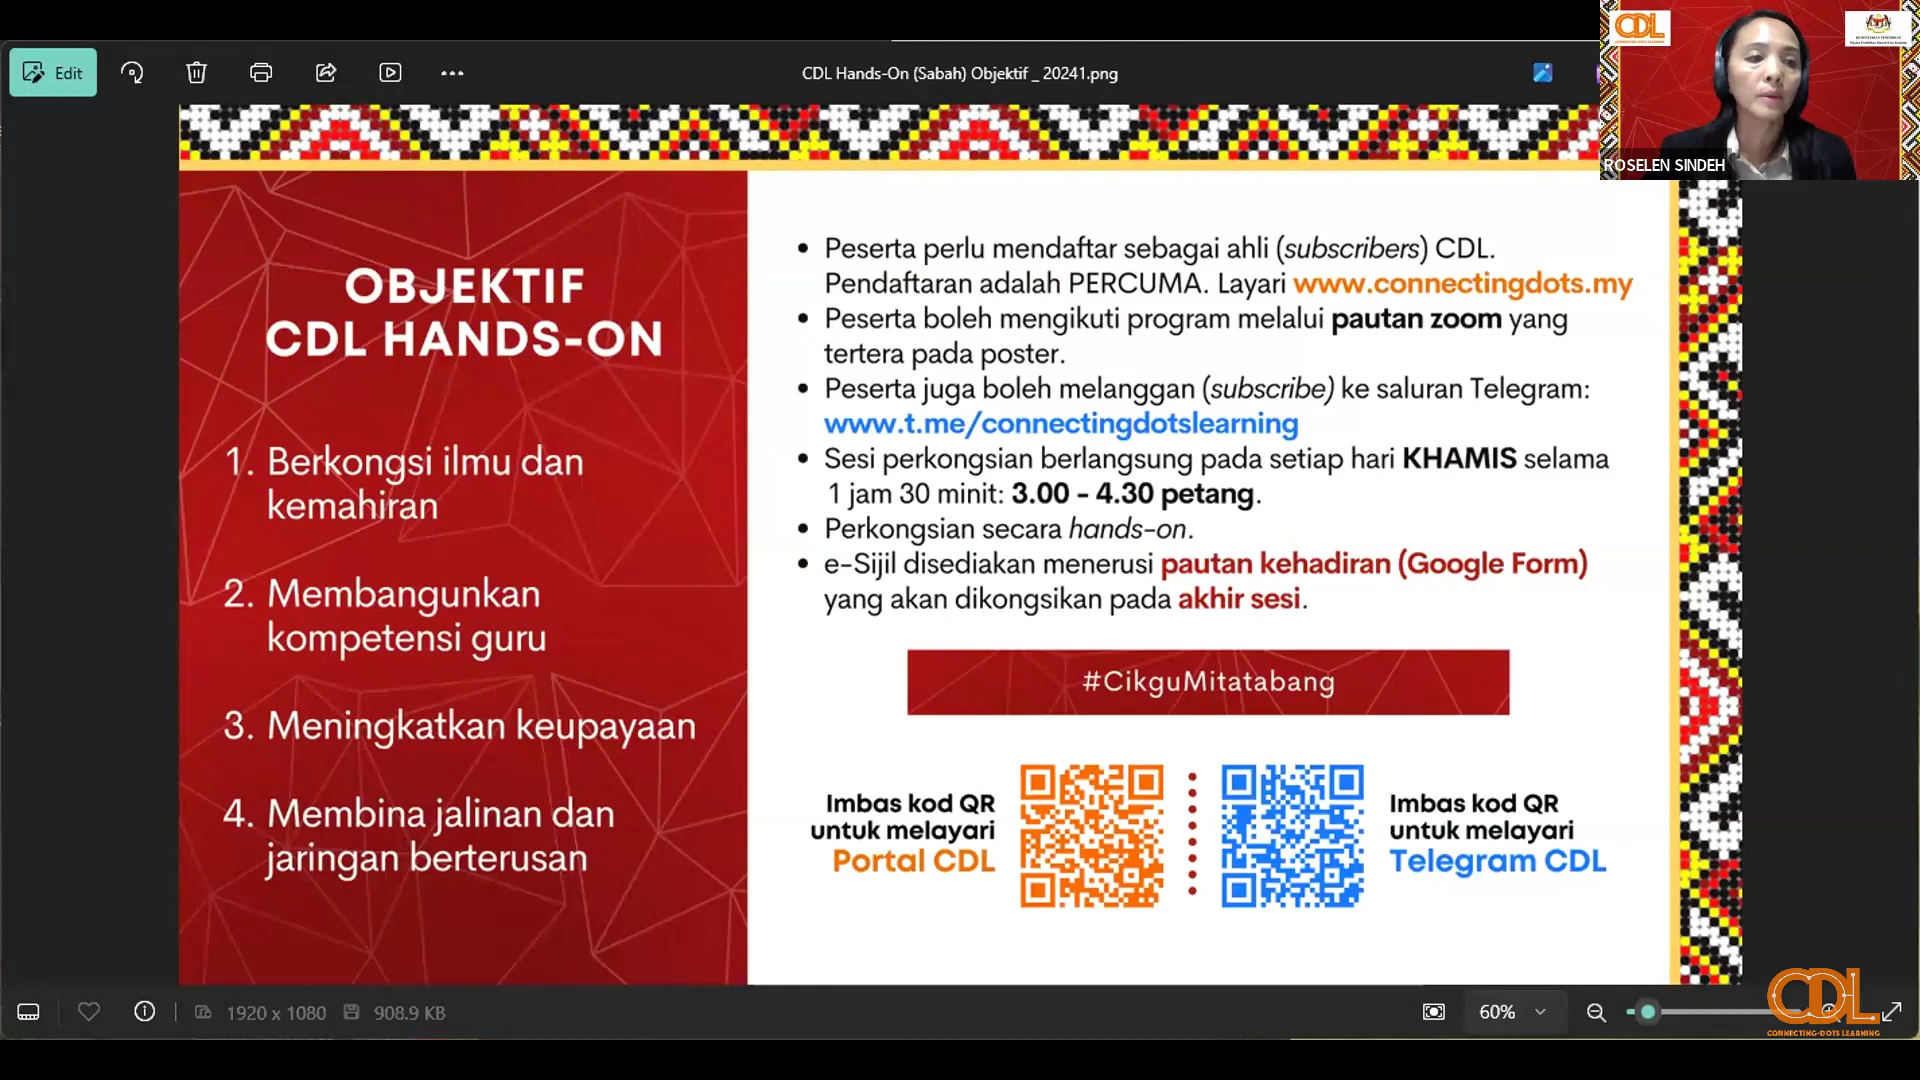 Edit
CDL Hands-On (Sabah) Objektif _ 20241.png
CDL
ROSELEN SINDEH
OBJEKTIF
CDL HANDS-ON
1. Berkongsi ilmu dan
kemahiran
2. Membangunkan
kompetensi guru
3. Meningkatkan keupayaan
4. Membina jalinan dan
jaringan berterusan
• Peserta perlu mendaftar sebagai ahli (subscribers) CDL.
Pendaftaran adalah PERCUMA. Layari www.connectingdots.my
• Peserta boleh mengikuti program melalui pautan zoom yang
tertera pada poster.
• Peserta juga boleh melanggan (subscribe) ke saluran Telegram:
www.t.me/connectingdotslearning
• Sesi perkongsian berlangsung pada setiap hari KHAMIS selama
1 jam 30 minit: 3.00 - 4.30 petang.
• Perkongsian secara hands-on.
• e-Sijil disediakan menerusi pautan kehadiran (Google Form)
yang akan dikongsikan pada akhir sesi.
#CikguMitatabang
Imbas kod QR
untuk melayari
Portal CDL
Imbas kod QR
untuk melayari
Telegram CDL
1920 x 1080
908.9 KB
60%
CDL
CONNECTING-DOTS LEARNING